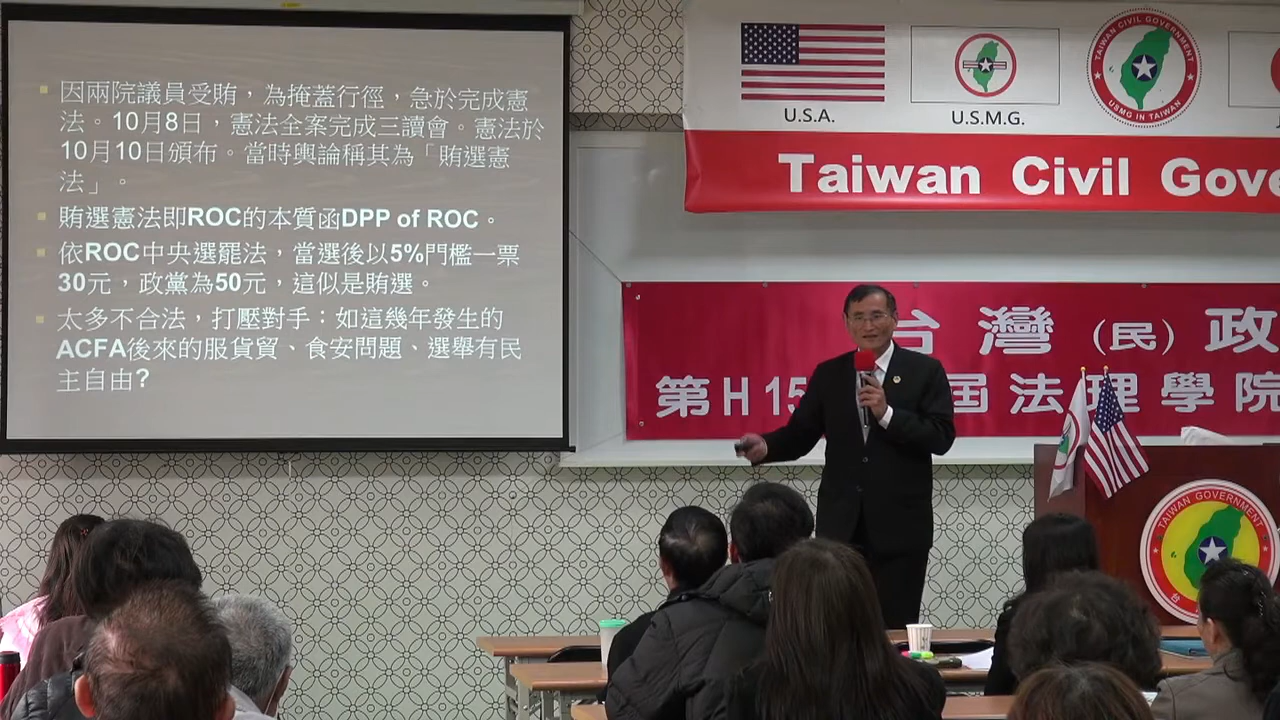 因兩院議員受賄，為掩蓋行徑，急於完成憲
法。10月8日，憲法全案完成三讀會。憲法於
10月10日頒布。當時輿論稱其為「賄選憲
法」。
賄選憲法即ROC的本質函DPP of ROC。
依ROC中央選罷法，當選後以5%門檻一票
30元，政黨為50元，這似是賄選。
太多不合法，打壓對手：如這幾年發生的
ACFA後來的服貨貿、食安問題、選舉有民
主自由?
U.S.A.
U.S.M.G.
TAIWAN CIVIL GOVERNMENT
USMG IN TAIWAN
Taiwan Civil Gove
台灣（民）政
第H15 屆法理學院
TAIWAN GOVERNMENT
台